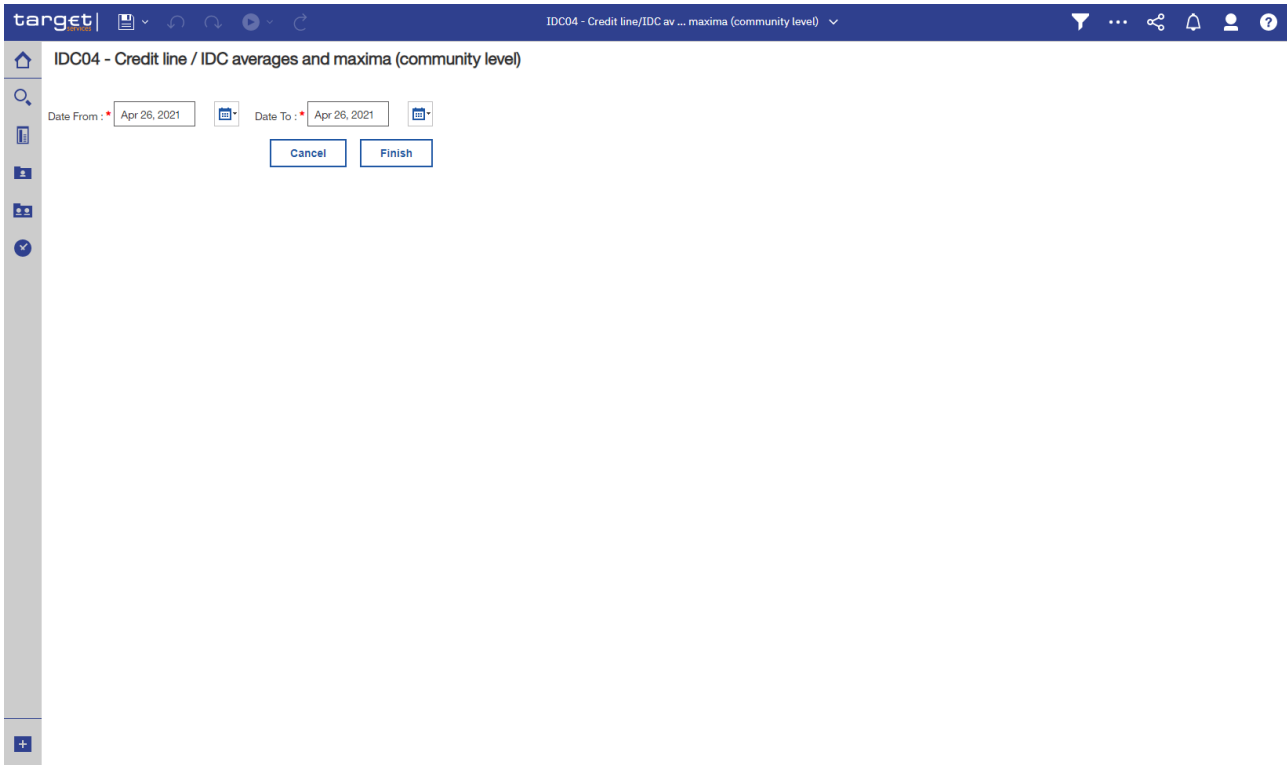 target
services
IDC04 - Credit line/IDC av ... maxima (community level)
IDC04 - Credit line / IDC averages and maxima (community level)
Date From : * Apr 26, 2021 Date To : * Apr 26, 2021
Cancel Finish